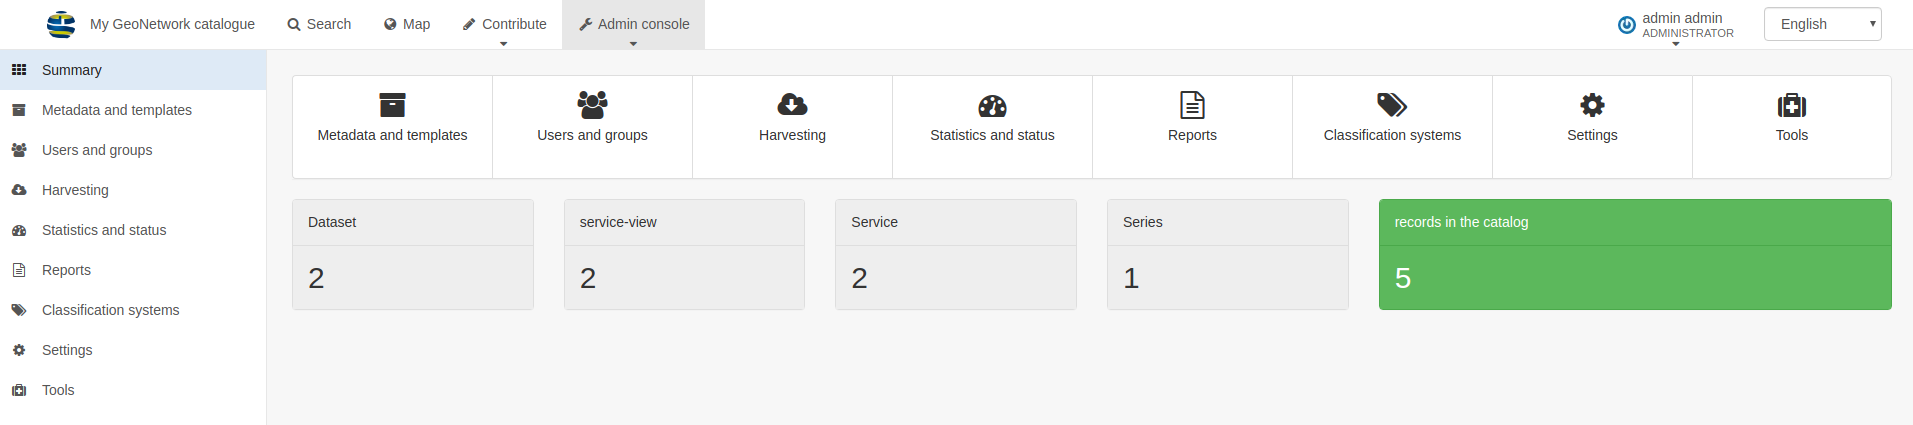 My GeoNetwork catalogue
Search
Map
Contribute
Admin console
admin admin
ADMINISTRATOR
English
Summary
Metadata and templates
Users and groups
Harvesting
Statistics and status
Reports
Classification systems
Settings
Tools
Metadata and templates
Users and groups
Harvesting
Statistics and status
Reports
Classification systems
Settings
Tools
Dataset
2
service-view
2
Service
2
Series
1
records in the catalog
5